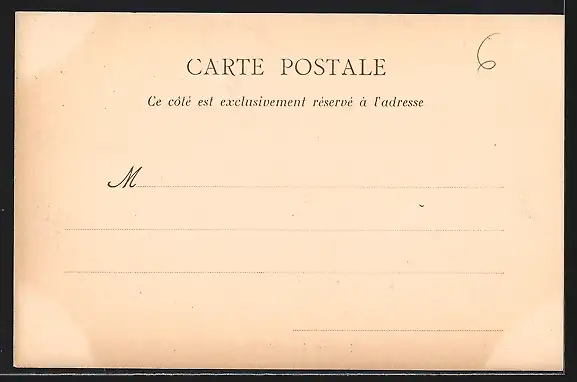 CARTE POSTALE
6
Ce côté est exclusivement réservé à l'adresse
M